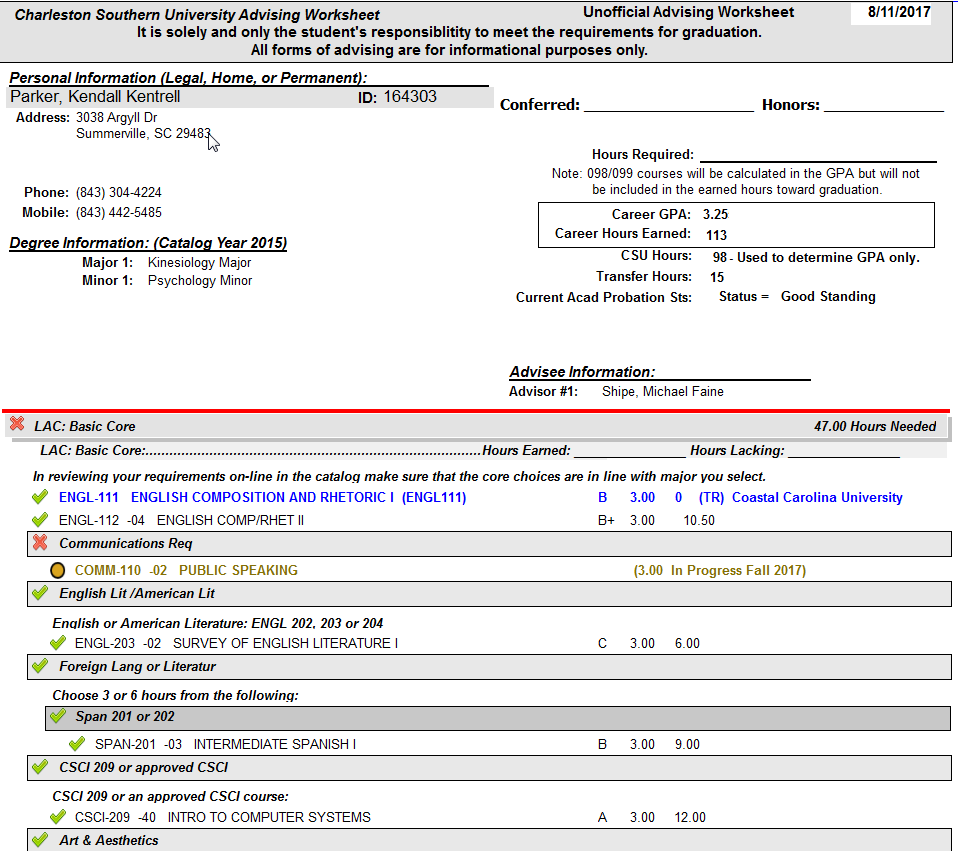 Charleston Southern University Advising Worksheet Unofficial Advising Worksheet 8/11/2017
It is solely and only the student's responsiblitity to meet the requirements for graduation.
All forms of advising are for informational purposes only.
Personal Information (Legal, Home, or Permanent):
Parker, Kendall Kentrell ID: 164303
Conferred: Honors:
Address: 3038 Argyll Dr
Summerville, SC 29483
Hours Required:
Note: 098/099 courses will be calculated in the GPA but will not
be included in the earned hours toward graduation.
Phone: (843) 304-4224
Mobile: (843) 442-5485
Career GPA: 3.25
Career Hours Earned: 113
Degree Information: (Catalog Year 2015)
CSU Hours: 98 - Used to determine GPA only.
Major 1: Kinesiology Major
Transfer Hours: 15
Minor 1: Psychology Minor
Current Acad Probation Sts: Status = Good Standing
Advisee Information:
Advisor #1: Shipe, Michael Faine
LAC: Basic Core 47.00 Hours Needed
LAC: Basic Core:....................................................................................Hours Earned: Hours Lacking:
In reviewing your requirements on-line in the catalog make sure that the core choices are in line with major you select.
ENGL-111 ENGLISH COMPOSITION AND RHETORIC I (ENGL111) B 3.00 0 (TR) Coastal Carolina University
ENGL-112 -04 ENGLISH COMP/RHET II B+ 3.00 10.50
Communications Req
COMM-110 -02 PUBLIC SPEAKING (3.00 In Progress Fall 2017)
English Lit /American Lit
English or American Literature: ENGL 202, 203 or 204
ENGL-203 -02 SURVEY OF ENGLISH LITERATURE I C 3.00 6.00
Foreign Lang or Literatur
Choose 3 or 6 hours from the following:
Span 201 or 202
SPAN-201 -03 INTERMEDIATE SPANISH I B 3.00 9.00
CSCI 209 or approved CSCI
CSCI 209 or an approved CSCI course:
CSCI-209 -40 INTRO TO COMPUTER SYSTEMS A 3.00 12.00
Art & Aesthetics